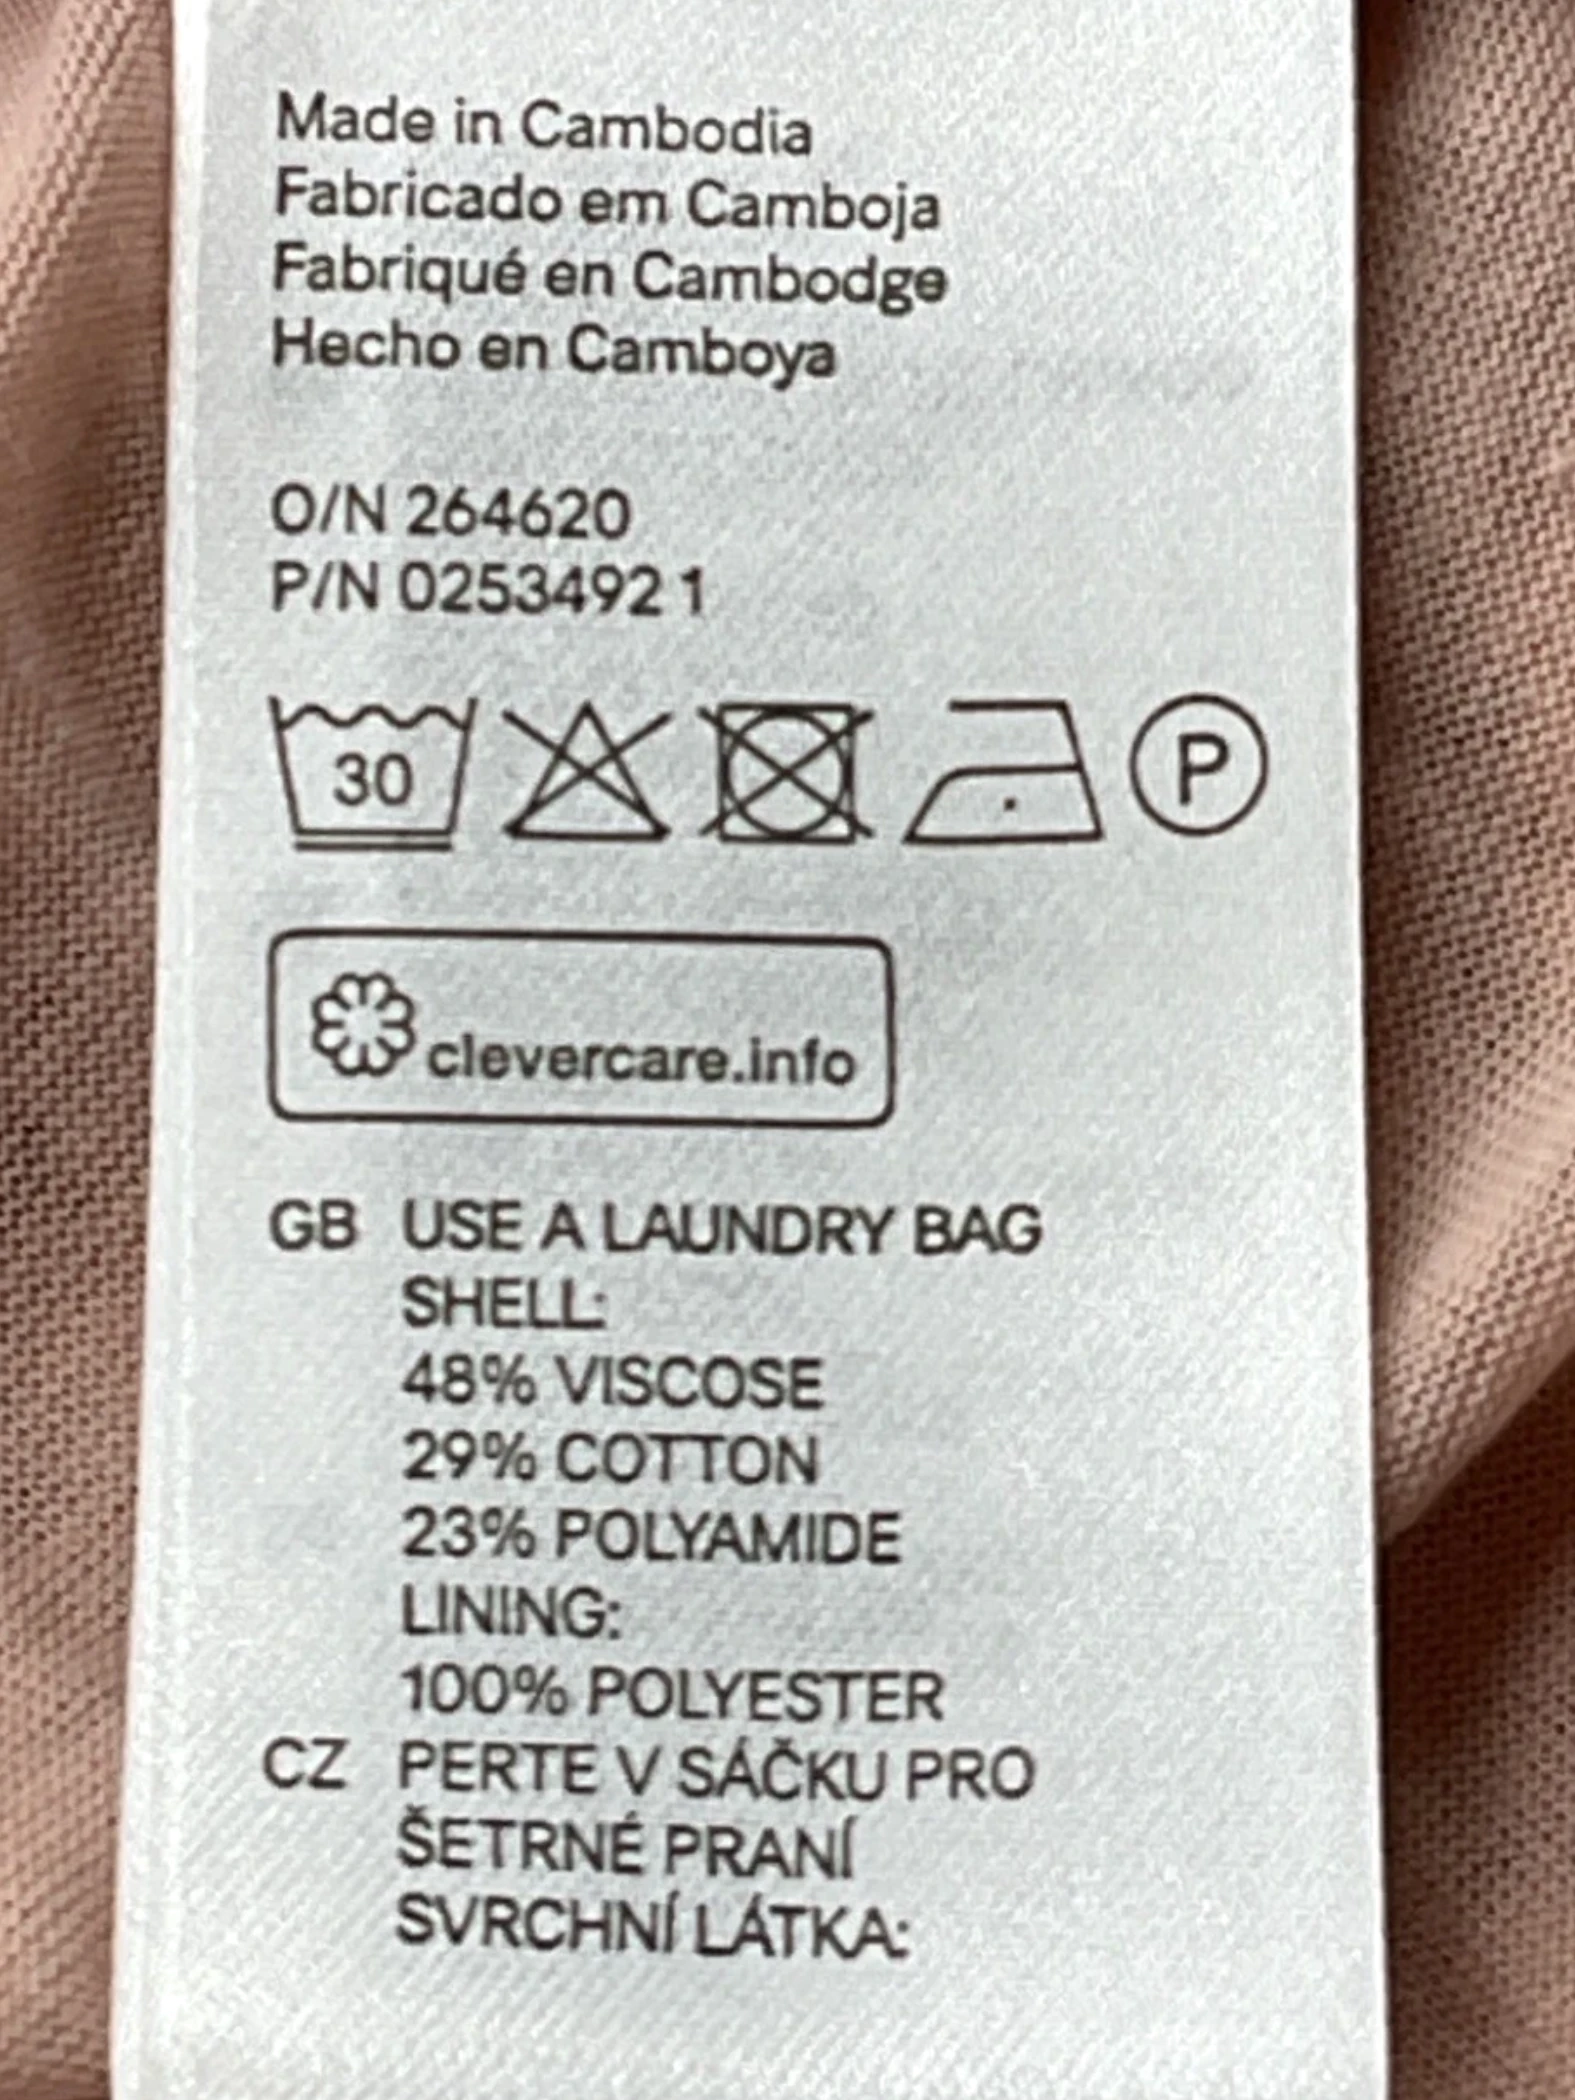 Made in Cambodia
Fabricado em Camboja
Fabriqué en Cambodge
Hecho en Camboya
O/N 264620
P/N 0253492 1
30
P
clevercare.info
GB USE A LAUNDRY BAG
SHELL:
48% VISCOSE
29% COTTON
23% POLYAMIDE
LINING:
100% POLYESTER
CZ PERTE V SÁČKU PRO
ŠETRNÉ PRANÍ
SVRCHNÍ LÁTKA: